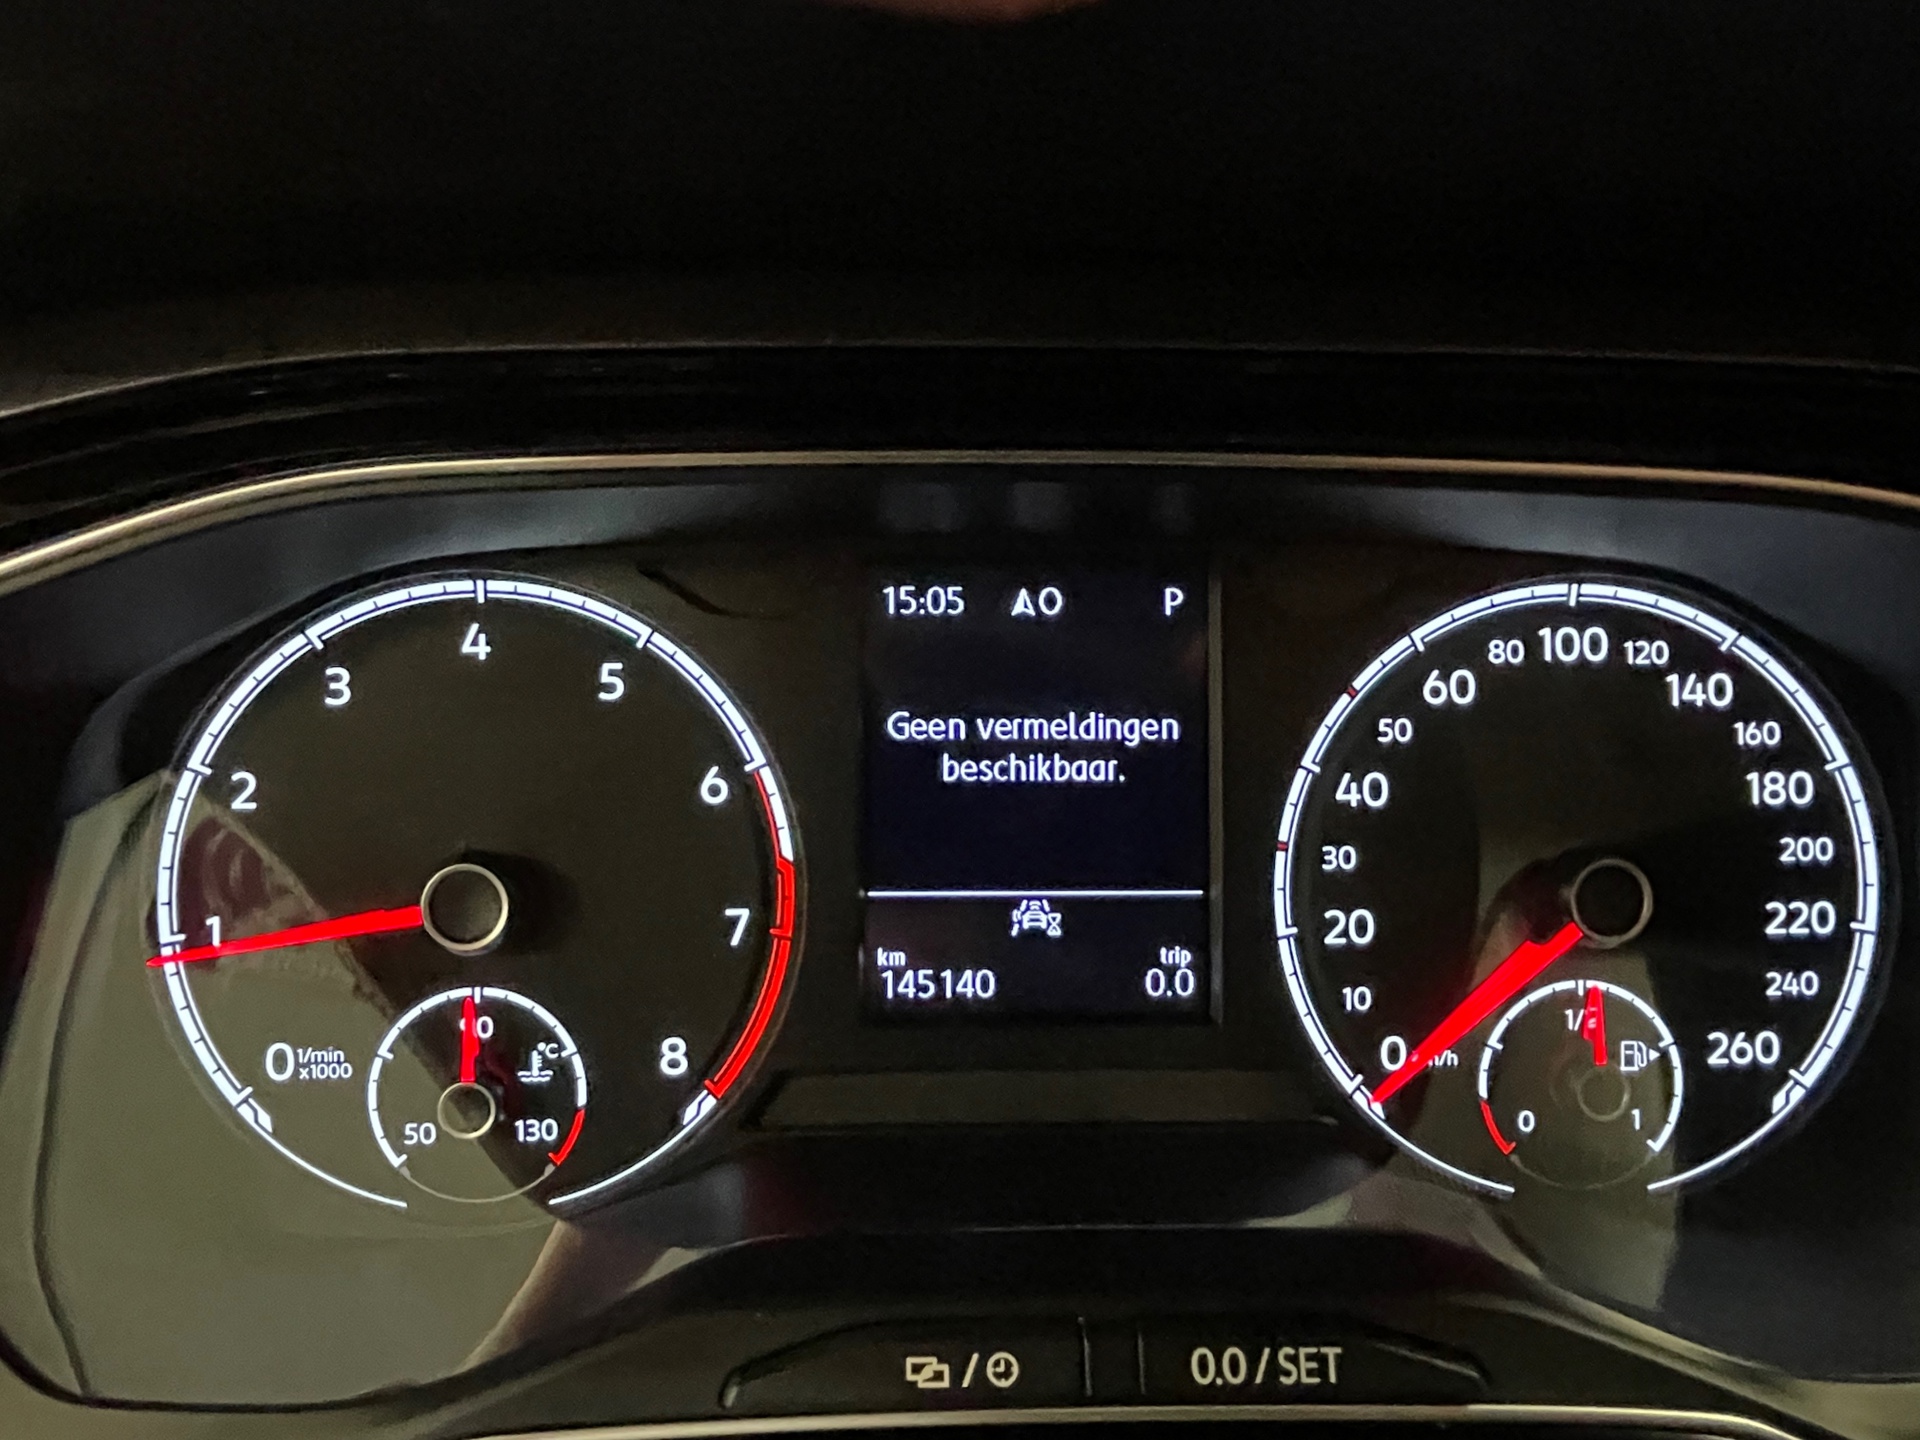 15:05 O P
Geen vermeldingen
beschikbaar.
km trip
145140 0.0
1 2 3 4 5 6 7 8
0 1/min
x1000
50 130
°C
0 10 20 30 40 50 60 80 100 120 140 160 180 200 220 240 260
0 1
/ 0.0 / SET